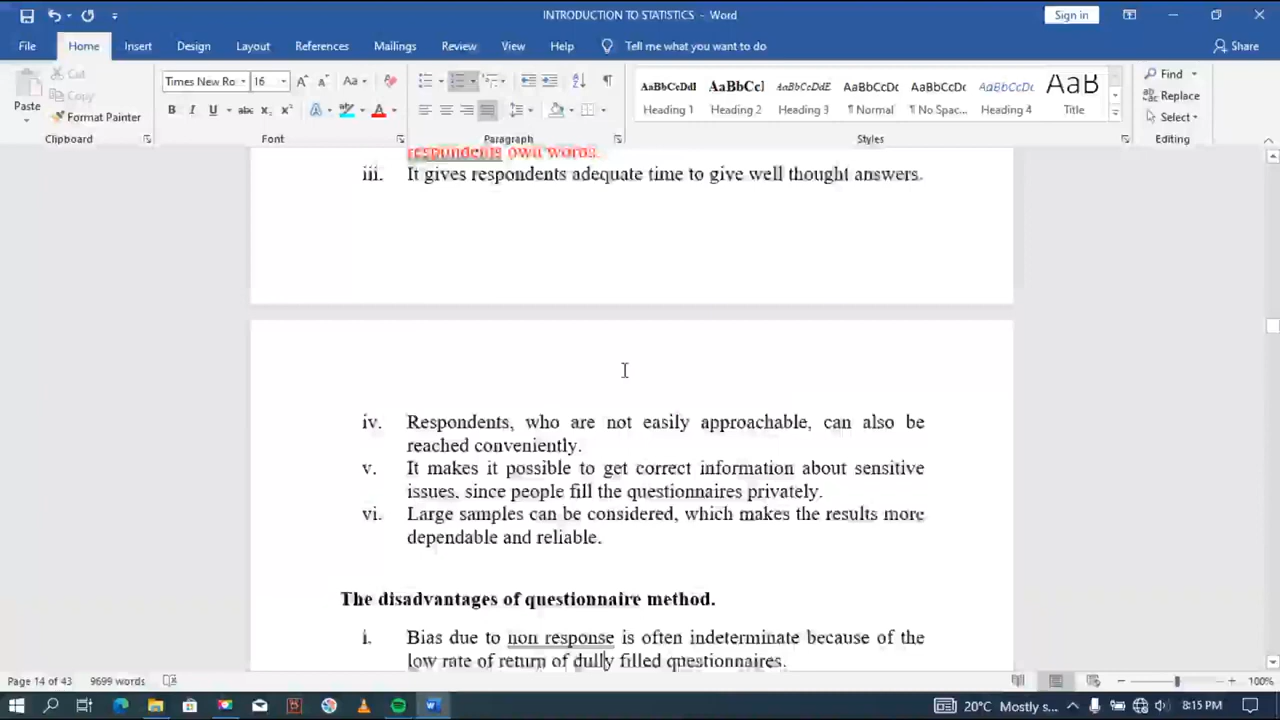 INTRODUCTION TO STATISTICS - Word
Sign in
File Home Insert Design Layout References Mailings Review View Help Tell me what you want to do Share
Paste
Cut
Copy
Format Painter
Clipboard
Times New Ro 16
Font
Paragraph
AaBbCcDdI AaBbCcI AaBbCcDdE AaBbCcDc AaBbCcDc AaBbCcDc AaB
Heading 1 Heading 2 Heading 3 ¶ Normal ¶ No Spac... Heading 4 Title
Styles
Find
Replace
Select
Editing
respondents own words.
iii. It gives respondents adequate time to give well thought answers.
iv. Respondents, who are not easily approachable, can also be
reached conveniently.
v. It makes it possible to get correct information about sensitive
issues, since people fill the questionnaires privately.
vi. Large samples can be considered, which makes the results more
dependable and reliable.
The disadvantages of questionnaire method.
i. Bias due to non response is often indeterminate because of the
low rate of return of dully filled questionnaires.
Page 14 of 43 9699 words 100%
20°C Mostly s... 8:15 PM